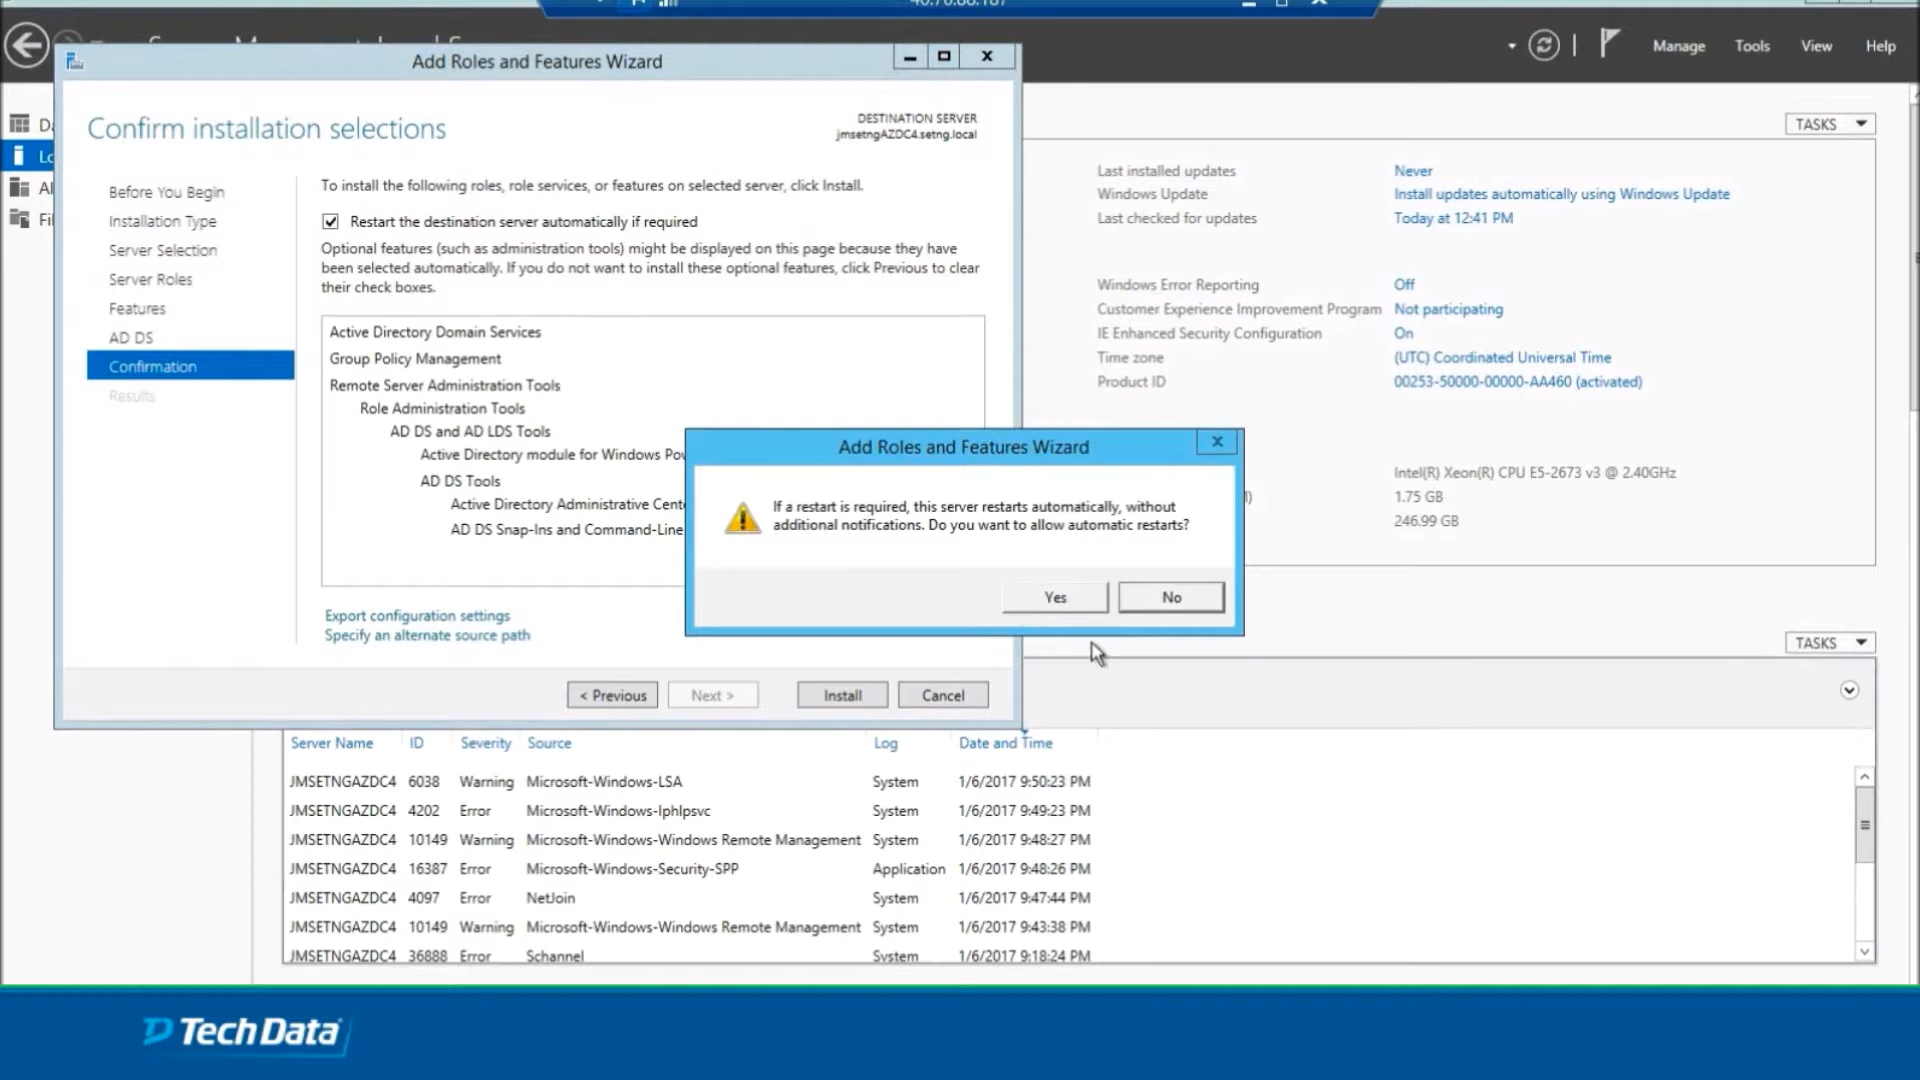 Add Roles and Features Wizard
Manage
Tools
View
Help
Confirm installation selections
DESTINATION SERVER
jmsetngAZDC4.setng.local
Before You Begin
Installation Type
Server Selection
Server Roles
Features
AD DS
Confirmation
Results
To install the following roles, role services, or features on selected server, click Install.
Restart the destination server automatically if required
Optional features (such as administration tools) might be displayed on this page because they have
been selected automatically. If you do not want to install these optional features, click Previous to clear
their check boxes.
Active Directory Domain Services
Group Policy Management
Remote Server Administration Tools
Role Administration Tools
AD DS and AD LDS Tools
Active Directory module for Windows
AD DS Tools
Active Directory Administrative
AD DS Snap-Ins and Command-Line
Export configuration settings
Specify an alternate source path
< Previous
Next >
Install
Cancel
Add Roles and Features Wizard
If a restart is required, this server restarts automatically, without
additional notifications. Do you want to allow automatic restarts?
Yes
No
TASKS
Last installed updates Never
Windows Update Install updates automatically using Windows Update
Last checked for updates Today at 12:41 PM
Windows Error Reporting Off
Customer Experience Improvement Program Not participating
IE Enhanced Security Configuration On
Time zone (UTC) Coordinated Universal Time
Product ID 00253-50000-00000-AA460 (activated)
Intel(R) Xeon(R) CPU E5-2673 v3 @ 2.40GHz
1.75 GB
246.99 GB
TASKS
Server Name ID Severity Source Log Date and Time
JMSETNGAZDC4 6038 Warning Microsoft-Windows-LSA System 1/6/2017 9:50:23 PM
JMSETNGAZDC4 4202 Error Microsoft-Windows-Iphlpsvc System 1/6/2017 9:49:23 PM
JMSETNGAZDC4 10149 Warning Microsoft-Windows-Windows Remote Management System 1/6/2017 9:48:27 PM
JMSETNGAZDC4 16387 Error Microsoft-Windows-Security-SPP Application 1/6/2017 9:48:26 PM
JMSETNGAZDC4 4097 Error NetJoin System 1/6/2017 9:47:44 PM
JMSETNGAZDC4 10149 Warning Microsoft-Windows-Windows Remote Management System 1/6/2017 9:43:38 PM
JMSETNGAZDC4 36888 Error Schannel System 1/6/2017 9:18:24 PM
Tech Data